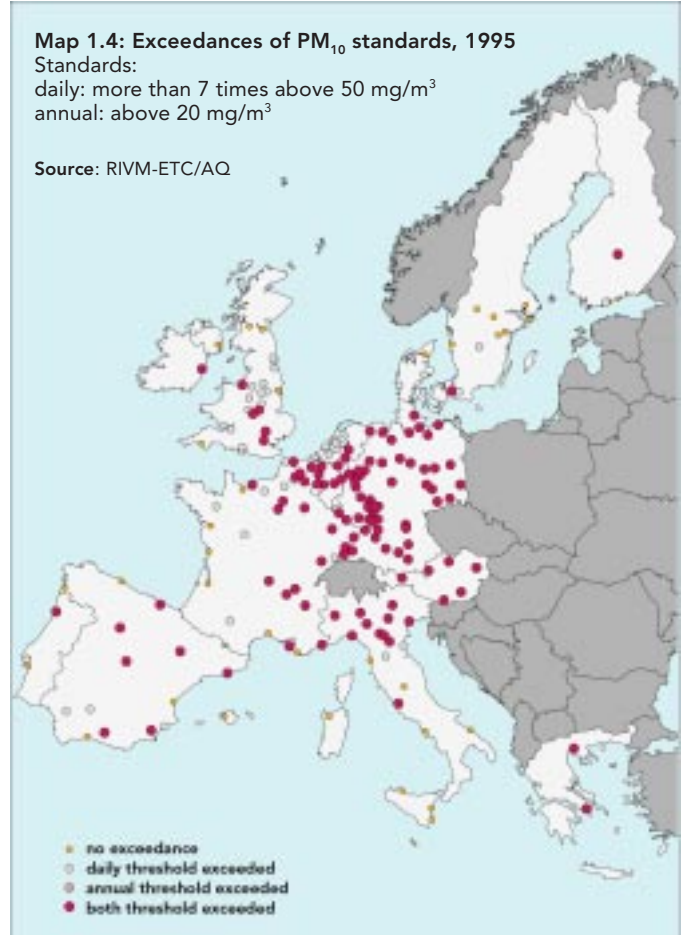 Map 1.4: Exceedances of PM₁₀ standards, 1995
Standards:
daily: more than 7 times above 50 mg/m³
annual: above 20 mg/m³
Source: RIVM-ETC/AQ
no exceedance
daily threshold exceeded
annual threshold exceeded
both threshold exceeded